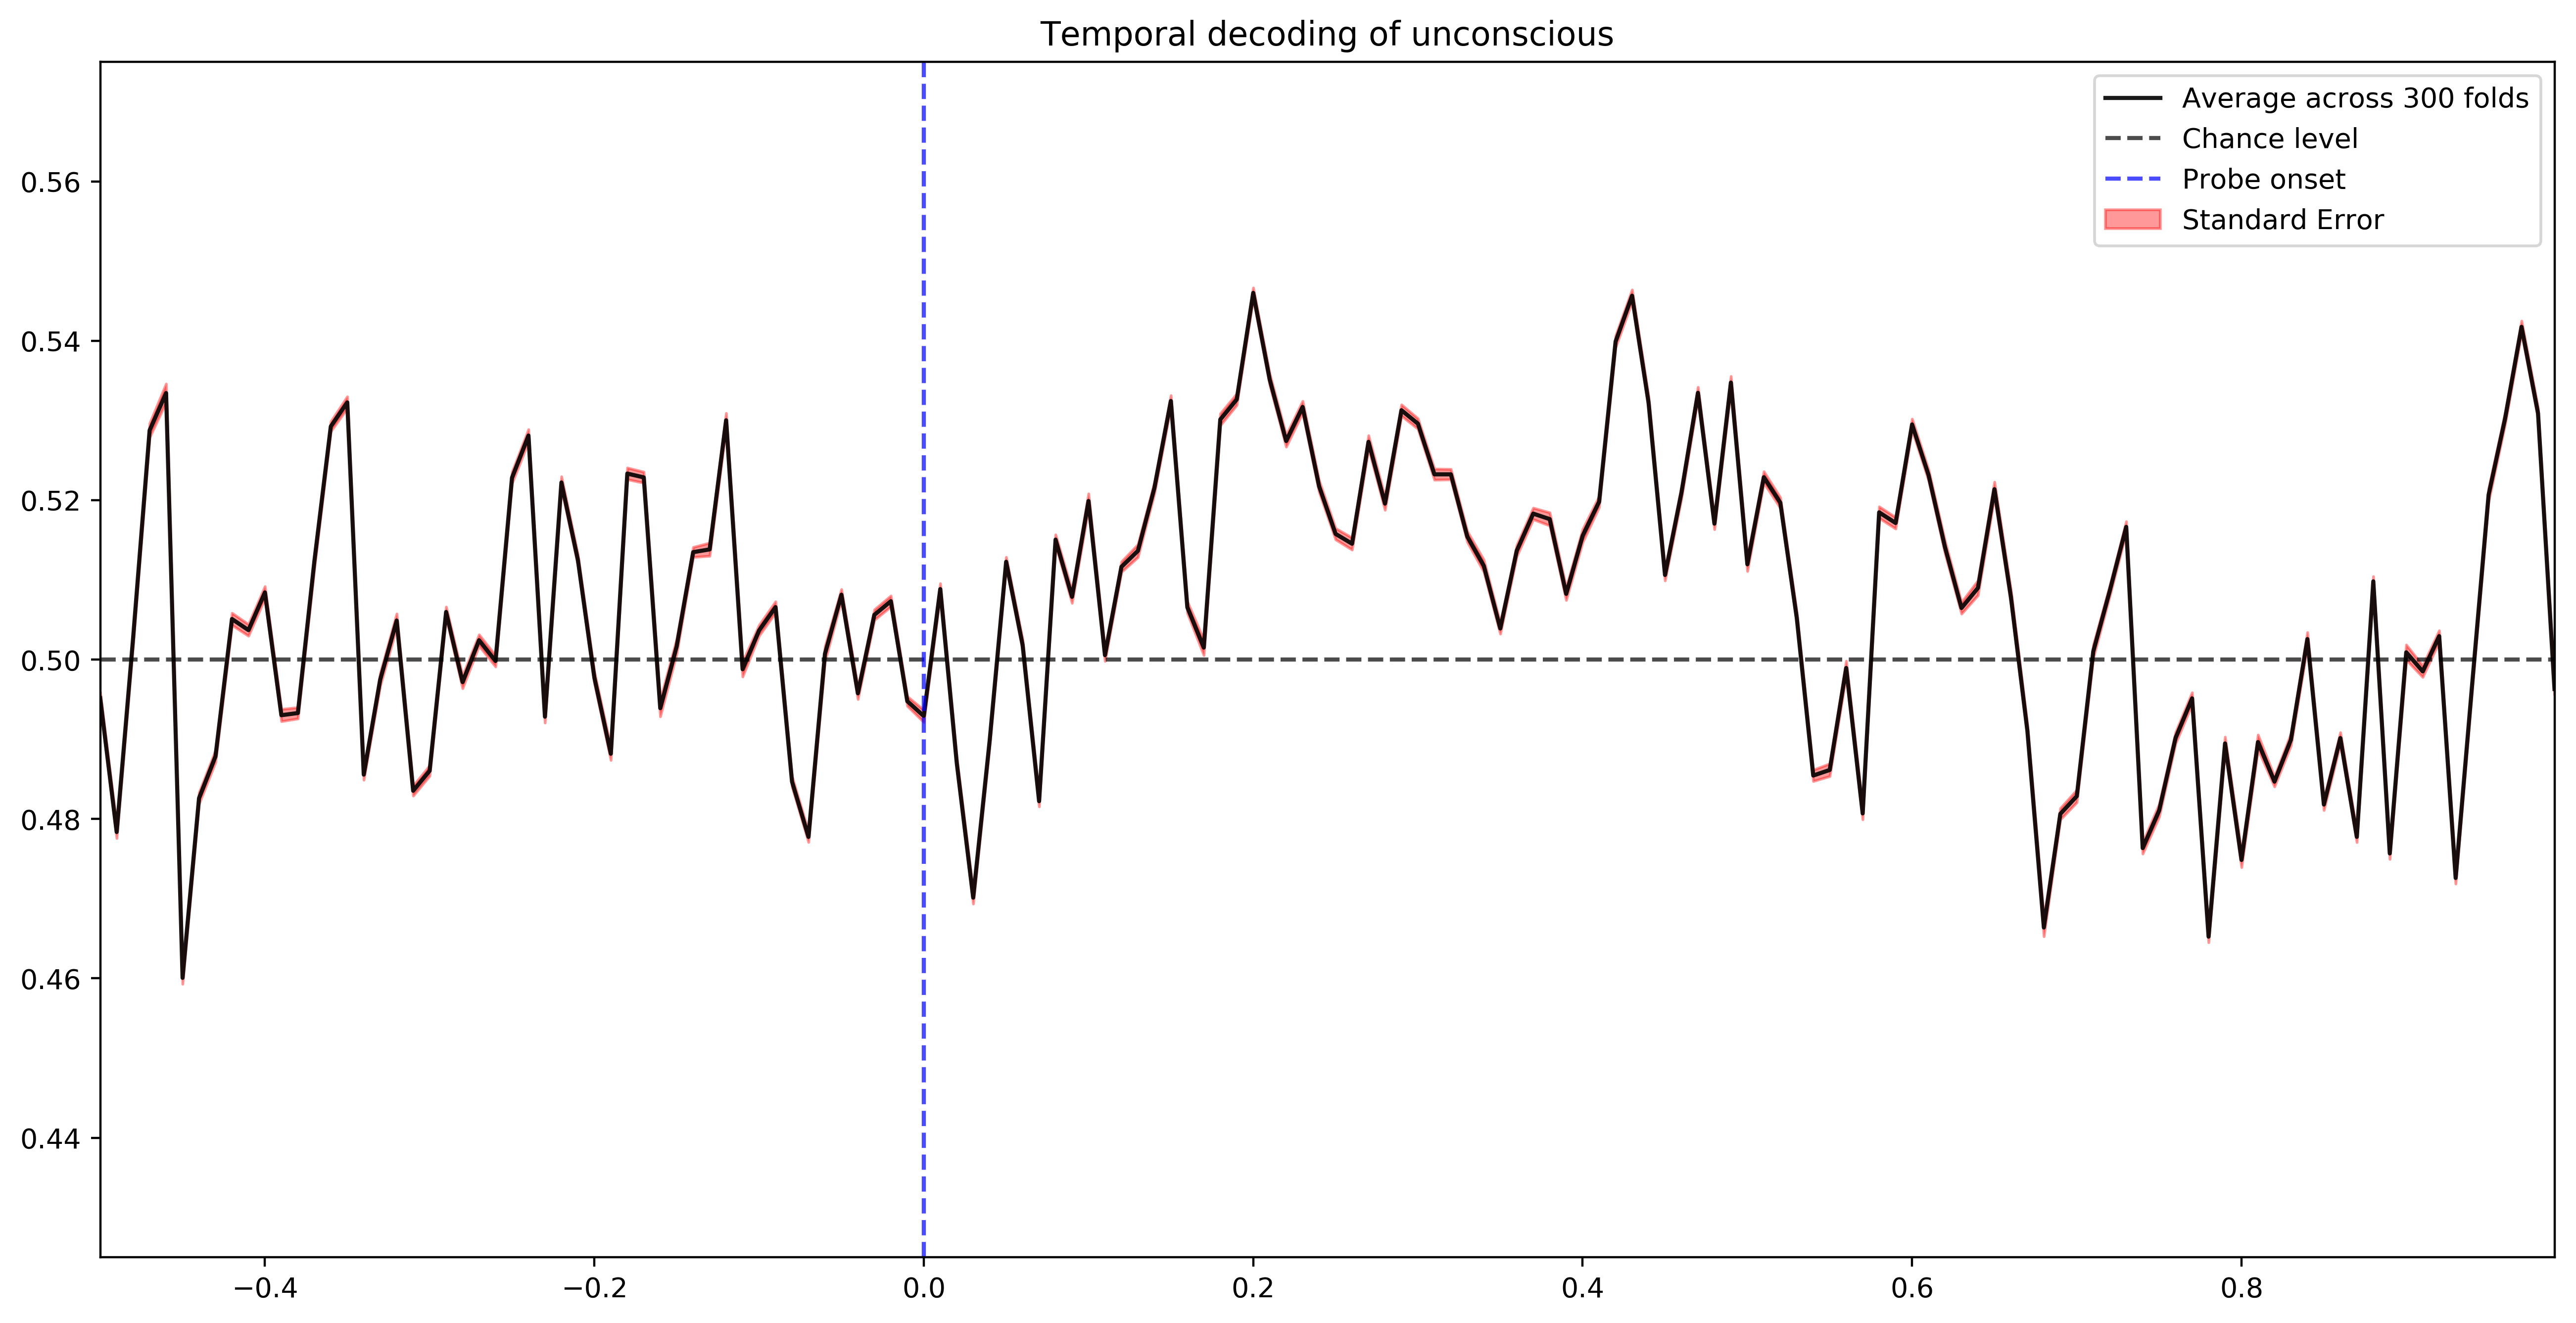 Temporal decoding of unconscious
Average across 300 folds
Chance level
Probe onset
Standard Error
0.56
0.54
0.52
0.50
0.48
0.46
0.44
−0.4 −0.2 0.0 0.2 0.4 0.6 0.8